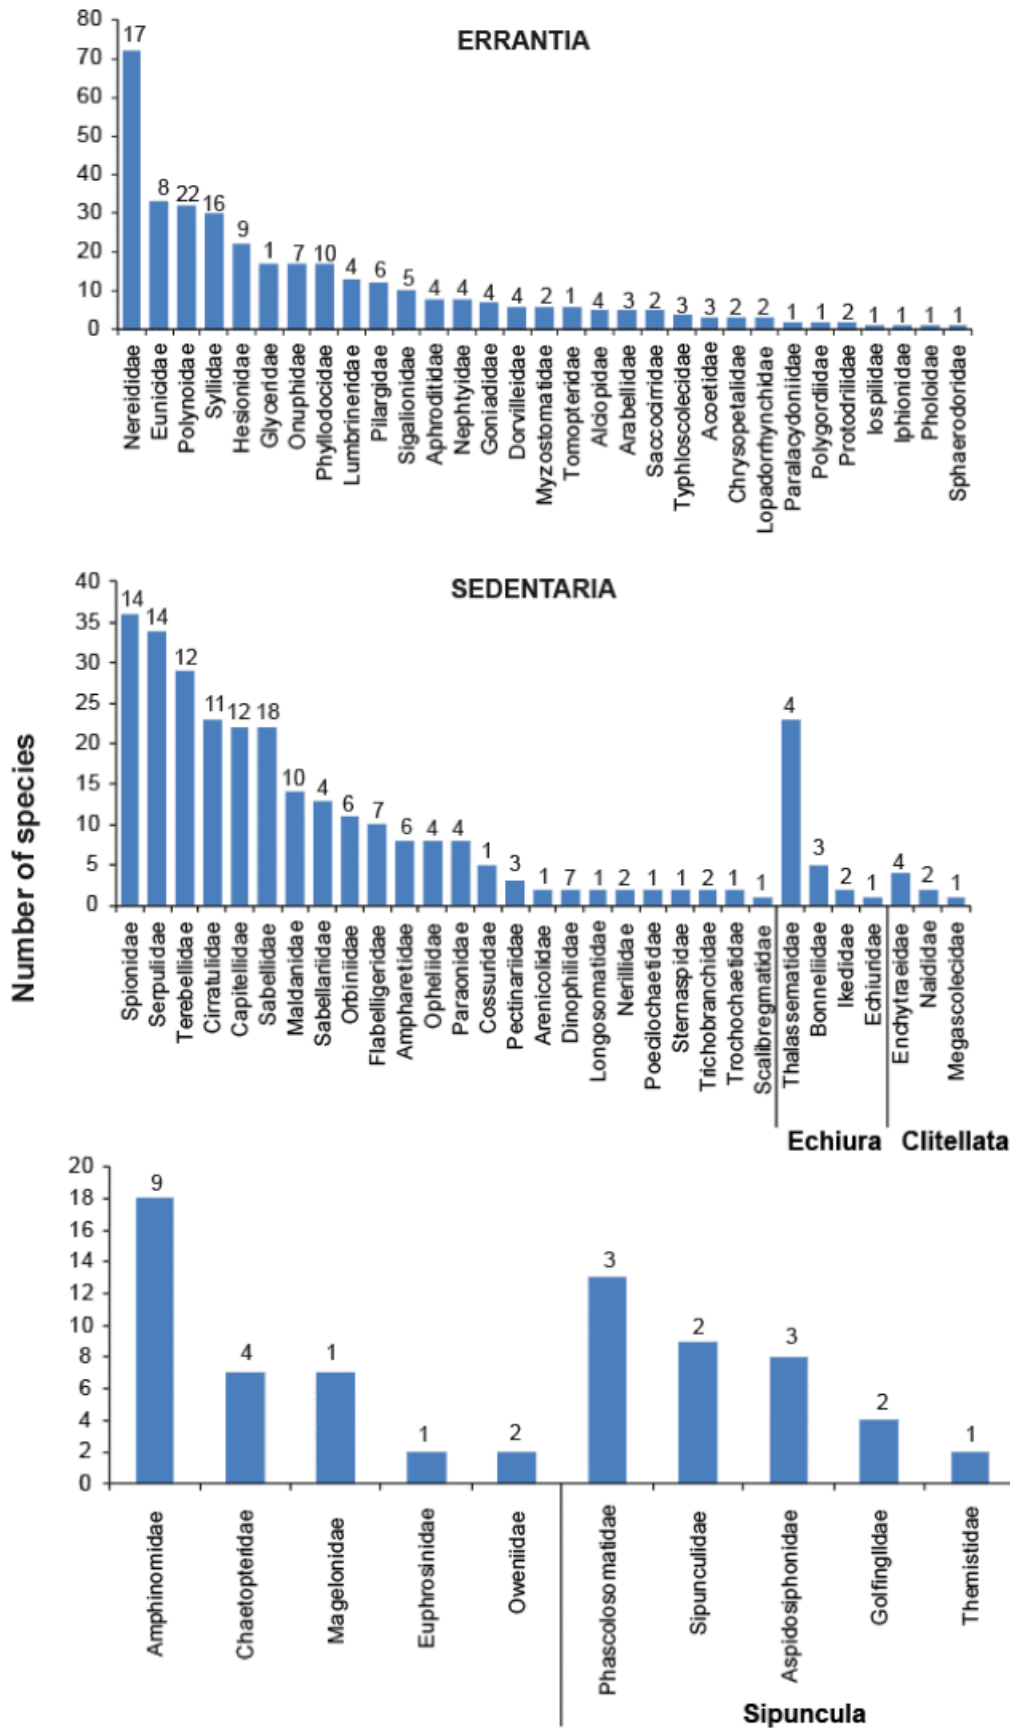 ERRANTIA
80
70
60
50
40
30
20
10
0
17 8 22 16 9 1 7 10 4 6 5 4 4 4 4 2 1 4 3 2 3 3 2 2 1 1 2 1 1 1 1
Nereididae
Eunicidae
Polynoidae
Syllidae
Hesionidae
Glyceridae
Onuphidae
Phyllodocidae
Lumbrineridae
Pilargidae
Sigalionidae
Aphroditidae
Nephtyidae
Goniadidae
Dorvilleidae
Myzostomatidae
Tomopteridae
Alciopidae
Arabellidae
Saccocirridae
Typhloscolecidae
Acoetidae
Chrysopetalidae
Lopadorrhynchidae
Paralacydoniidae
Polygordiidae
Protodrillidae
Iospilidae
Iphionidae
Pholoidae
Sphaerodoridae
Number of species
SEDENTARIA
40
35
30
25
20
15
10
5
0
14 14 12 11 12 18 10 4 6 7 6 4 4 1 3 1 7 1 2 1 1 2 1 1 4 3 2 1 4 2 1
Spionidae
Serpulidae
Terebellidae
Cirratulidae
Capitellidae
Sabellidae
Maldanidae
Sabellariidae
Orbiniidae
Flabelligeridae
Ampharetidae
Opheliidae
Paraonidae
Cossuridae
Pectinariidae
Arenicolidae
Dinophilidae
Longosomatidae
Nerillidae
Poecilochaetidae
Sternaspidae
Trichobranchidae
Trochochaetidae
Scalibregmatidae
Thalassematidae
Bonneliidae
Ikedidae
Echiuridae
Enchytraeidae
Naididae
Megascolecidae
Echiura Clitellata
20
18
16
14
12
10
8
6
4
2
0
9 4 1 1 2 3 2 3 2 1
Amphinomidae
Chaetopteridae
Magelonidae
Euphrosinidae
Oweniidae
Phascolosomatidae
Sipunculidae
Aspidosiphonidae
Golfingiidae
Themistidae
Sipuncula